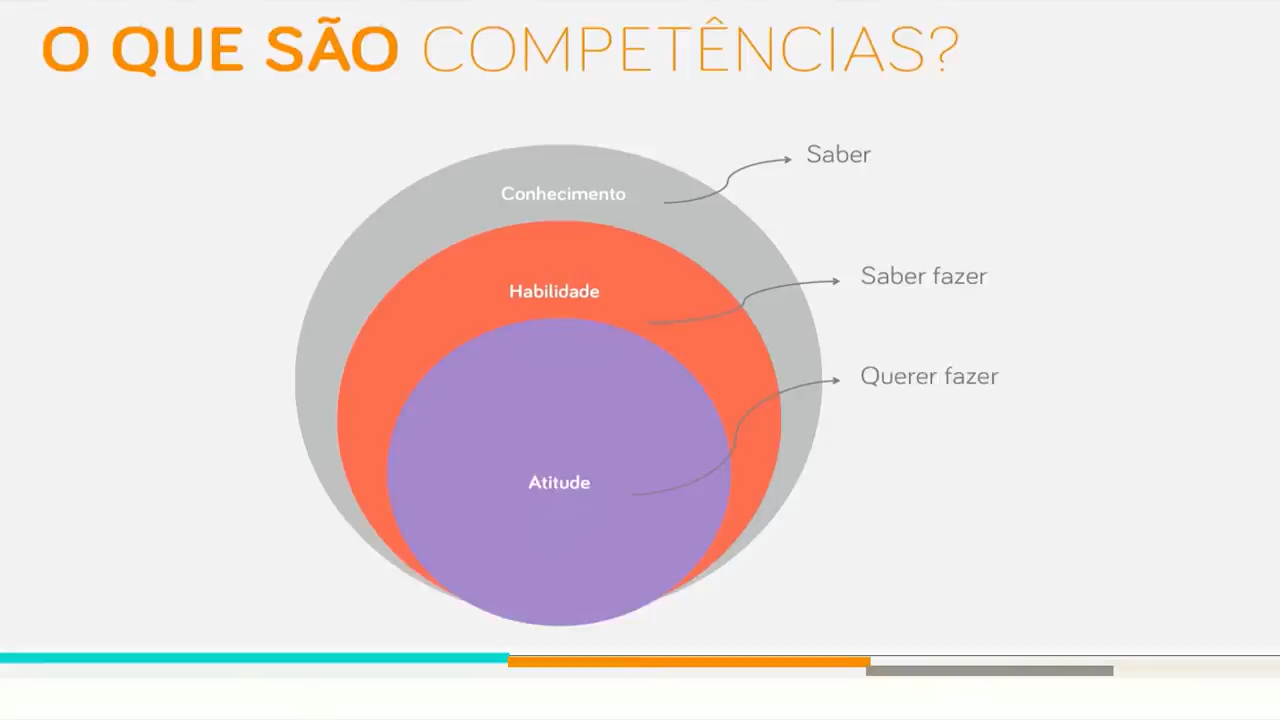 O QUE SÃO COMPETÊNCIAS?
Saber
Conhecimento
Saber fazer
Habilidade
Querer fazer
Atitude